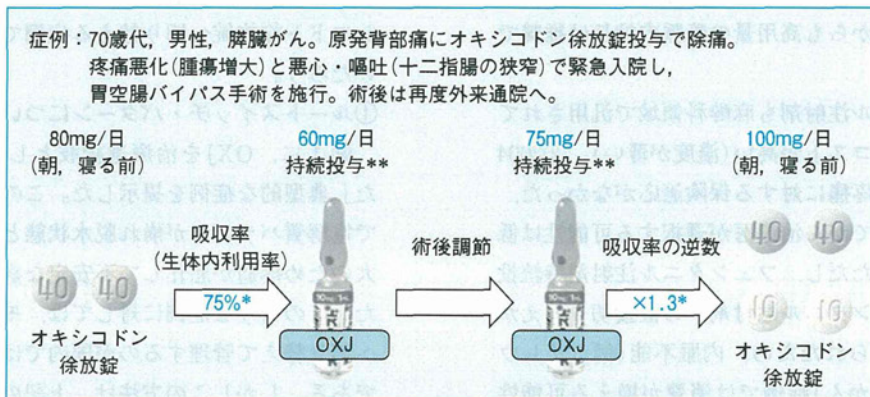 症例：70歳代，男性，膵臓がん。原発背部痛にオキシコドン徐放錠投与で除痛。
疼痛悪化(腫瘍増大)と悪心・嘔吐(十二指腸の狭窄)で緊急入院し，
胃空腸バイパス手術を施行。術後は再度外来通院へ。
80mg/日
(朝，寝る前)
60mg/日
持続投与**
75mg/日
持続投与**
100mg/日
(朝，寝る前)
吸収率
(生体内利用率)
75%*
術後調節
吸収率の逆数
×1.3*
40 40
オキシコドン
徐放錠
OXJ
OXJ
40 40
10 10
オキシコドン
徐放錠